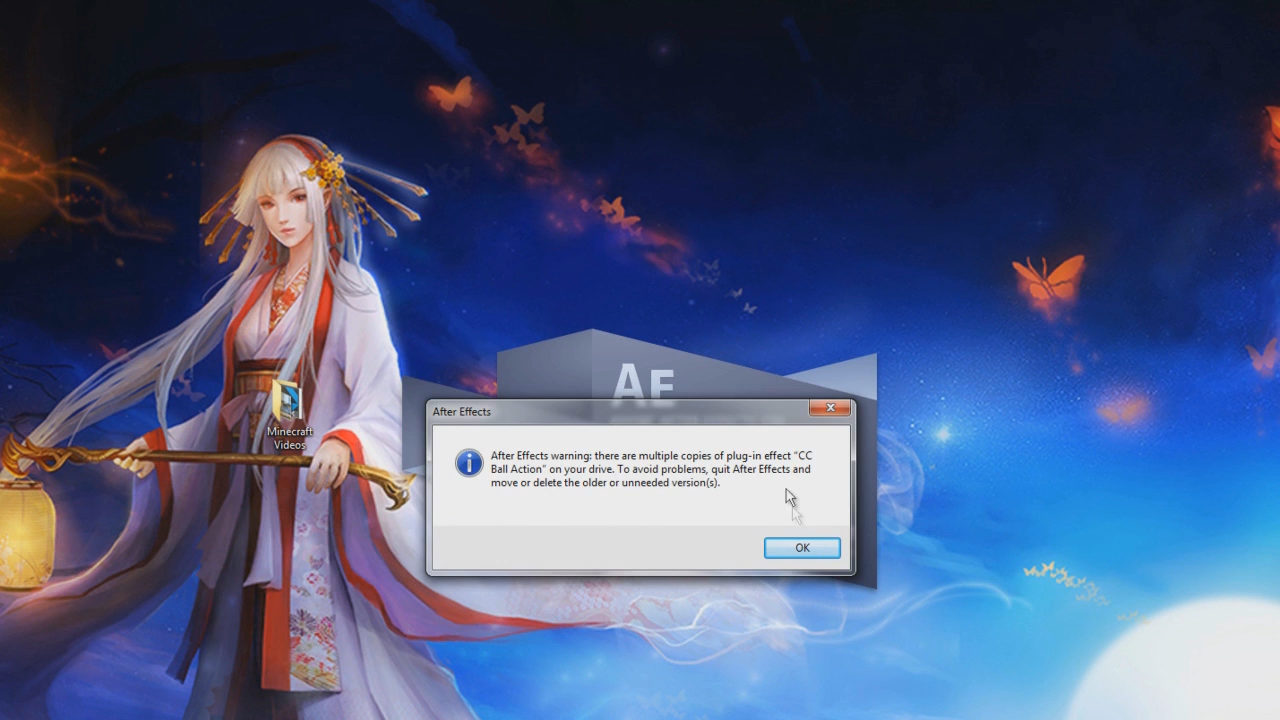 AE
After Effects
After Effects warning: there are multiple copies of plug-in effect "CC
Ball Action" on your drive. To avoid problems, quit After Effects and
move or delete the older or unneeded version(s).
OK
Minecraft
Videos